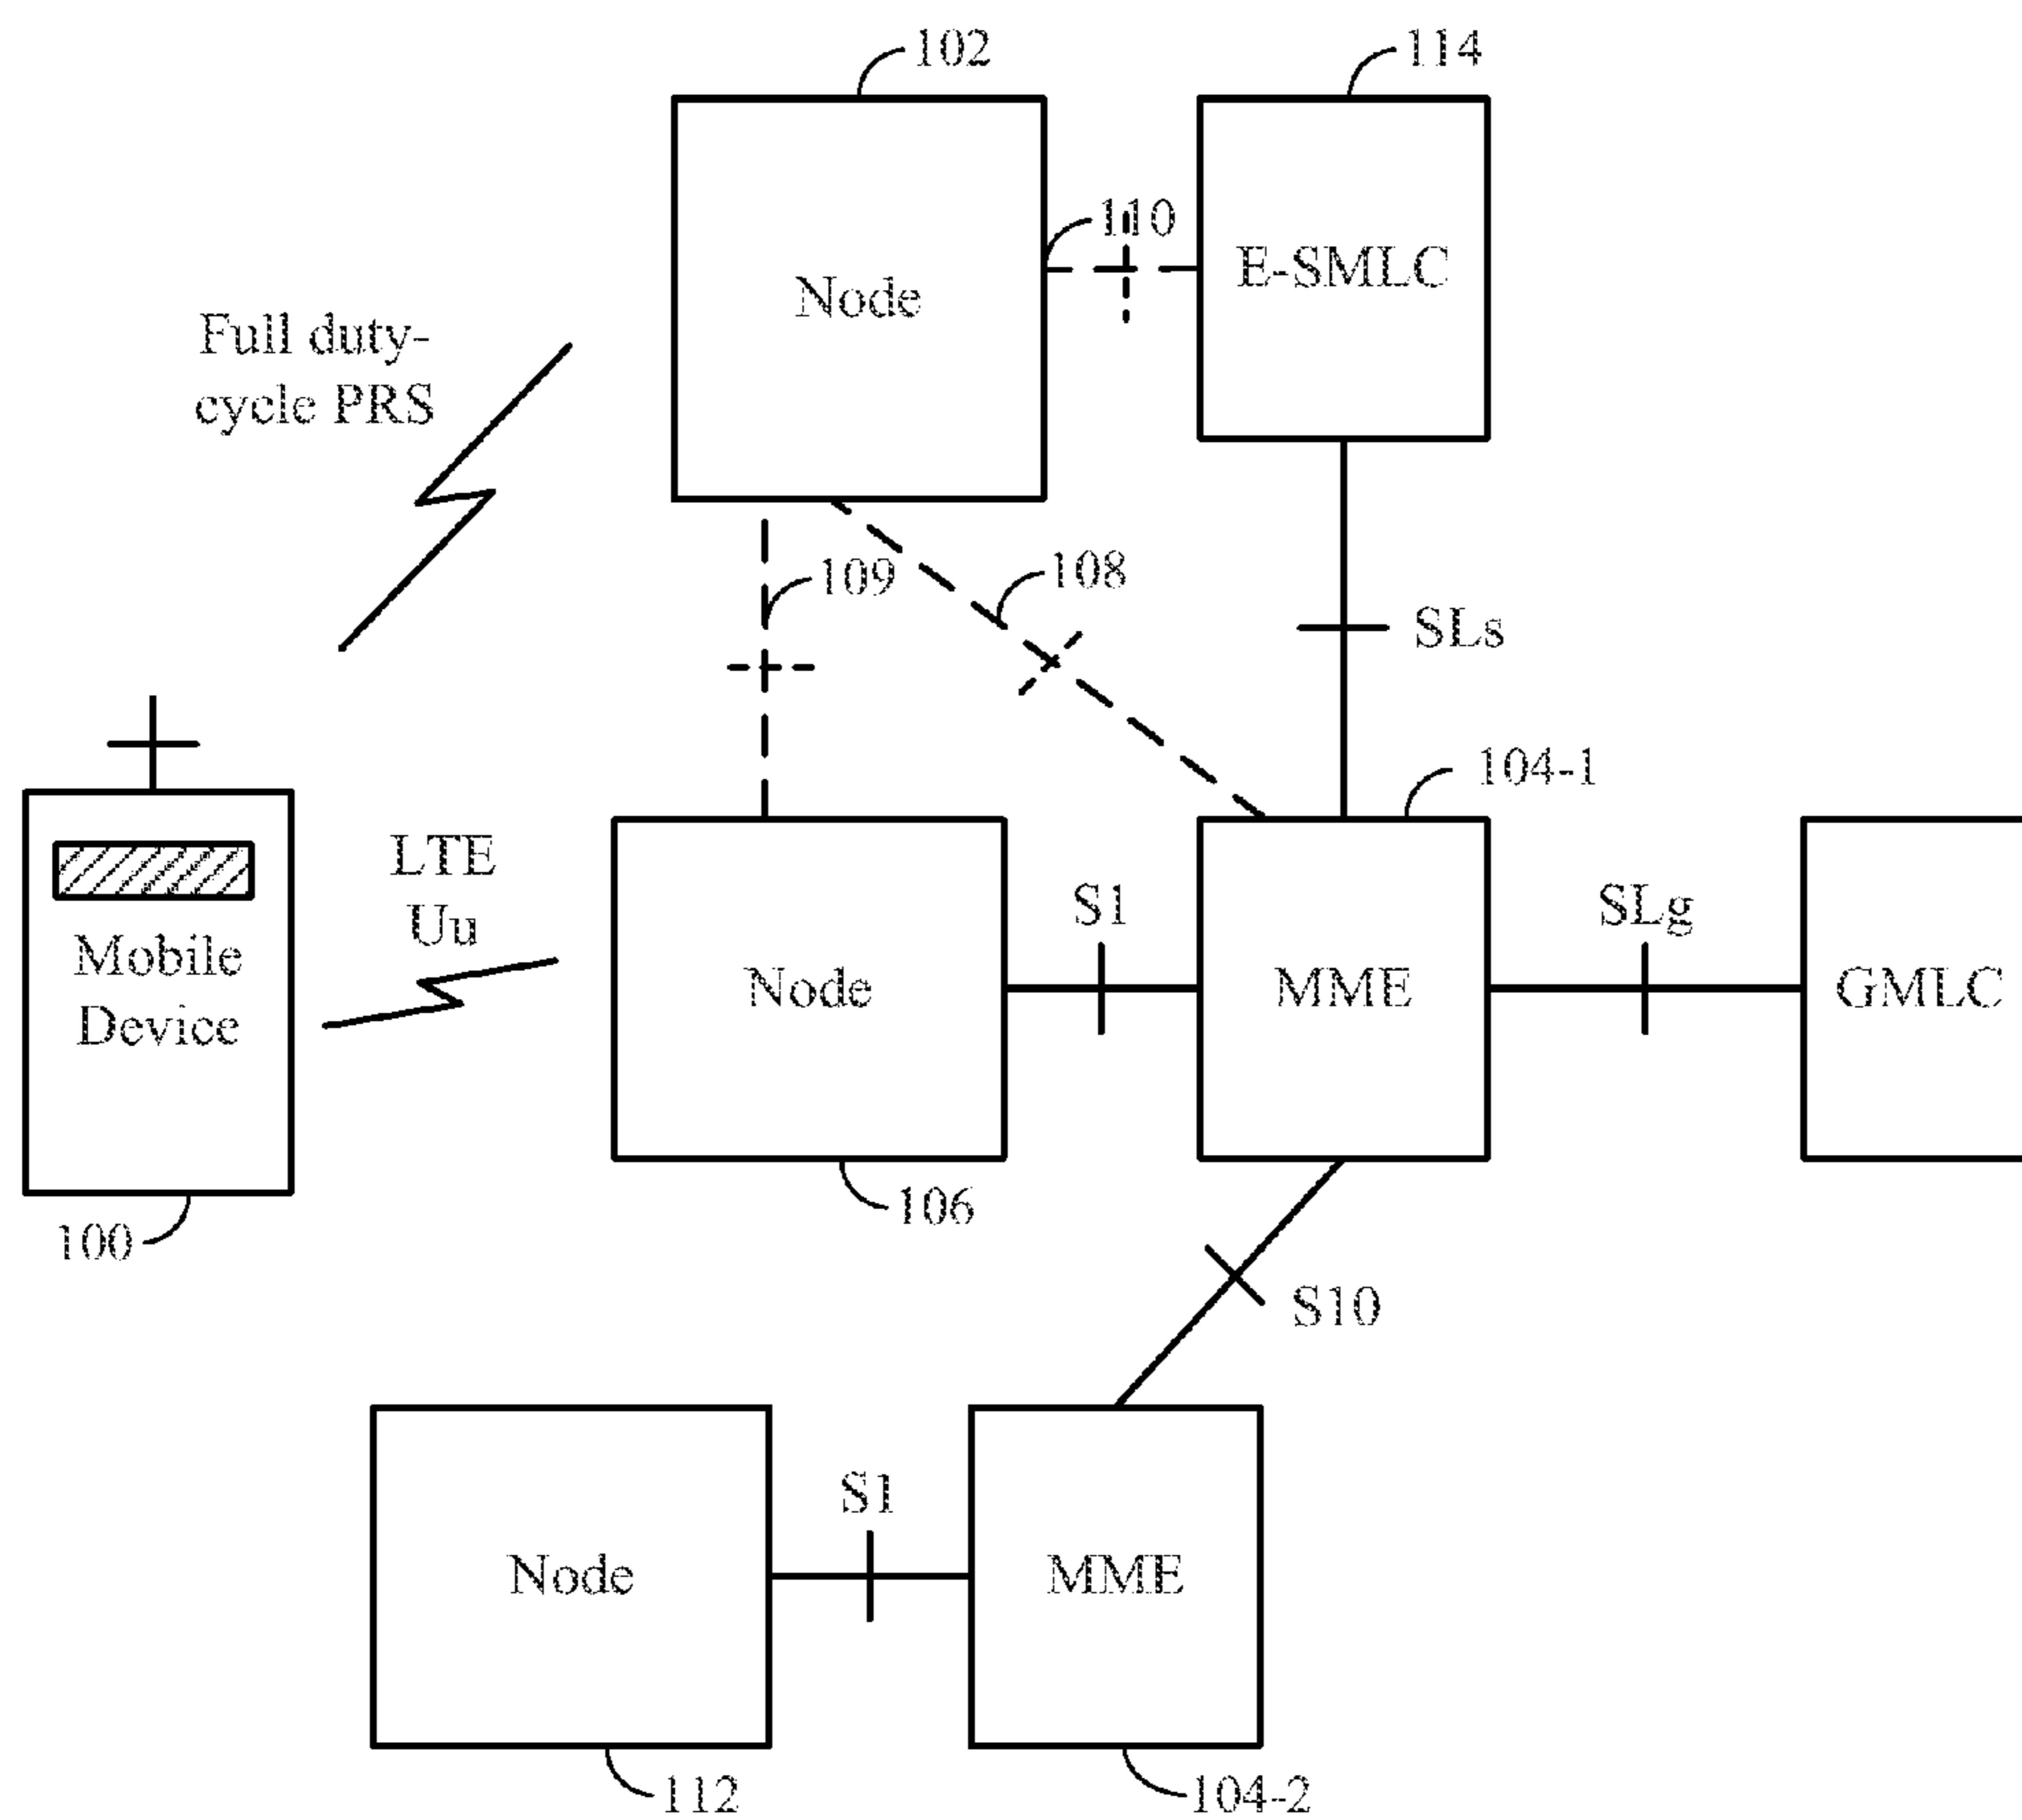 102
114
110
Node
E-SMLC
Full duty-
cycle PRS
109
108
SLs
104-1
LTE
Uu
S1
SLg
Mobile
Device
Node
MME
GMLC
106
100
S10
S1
Node
MME
112
104-2